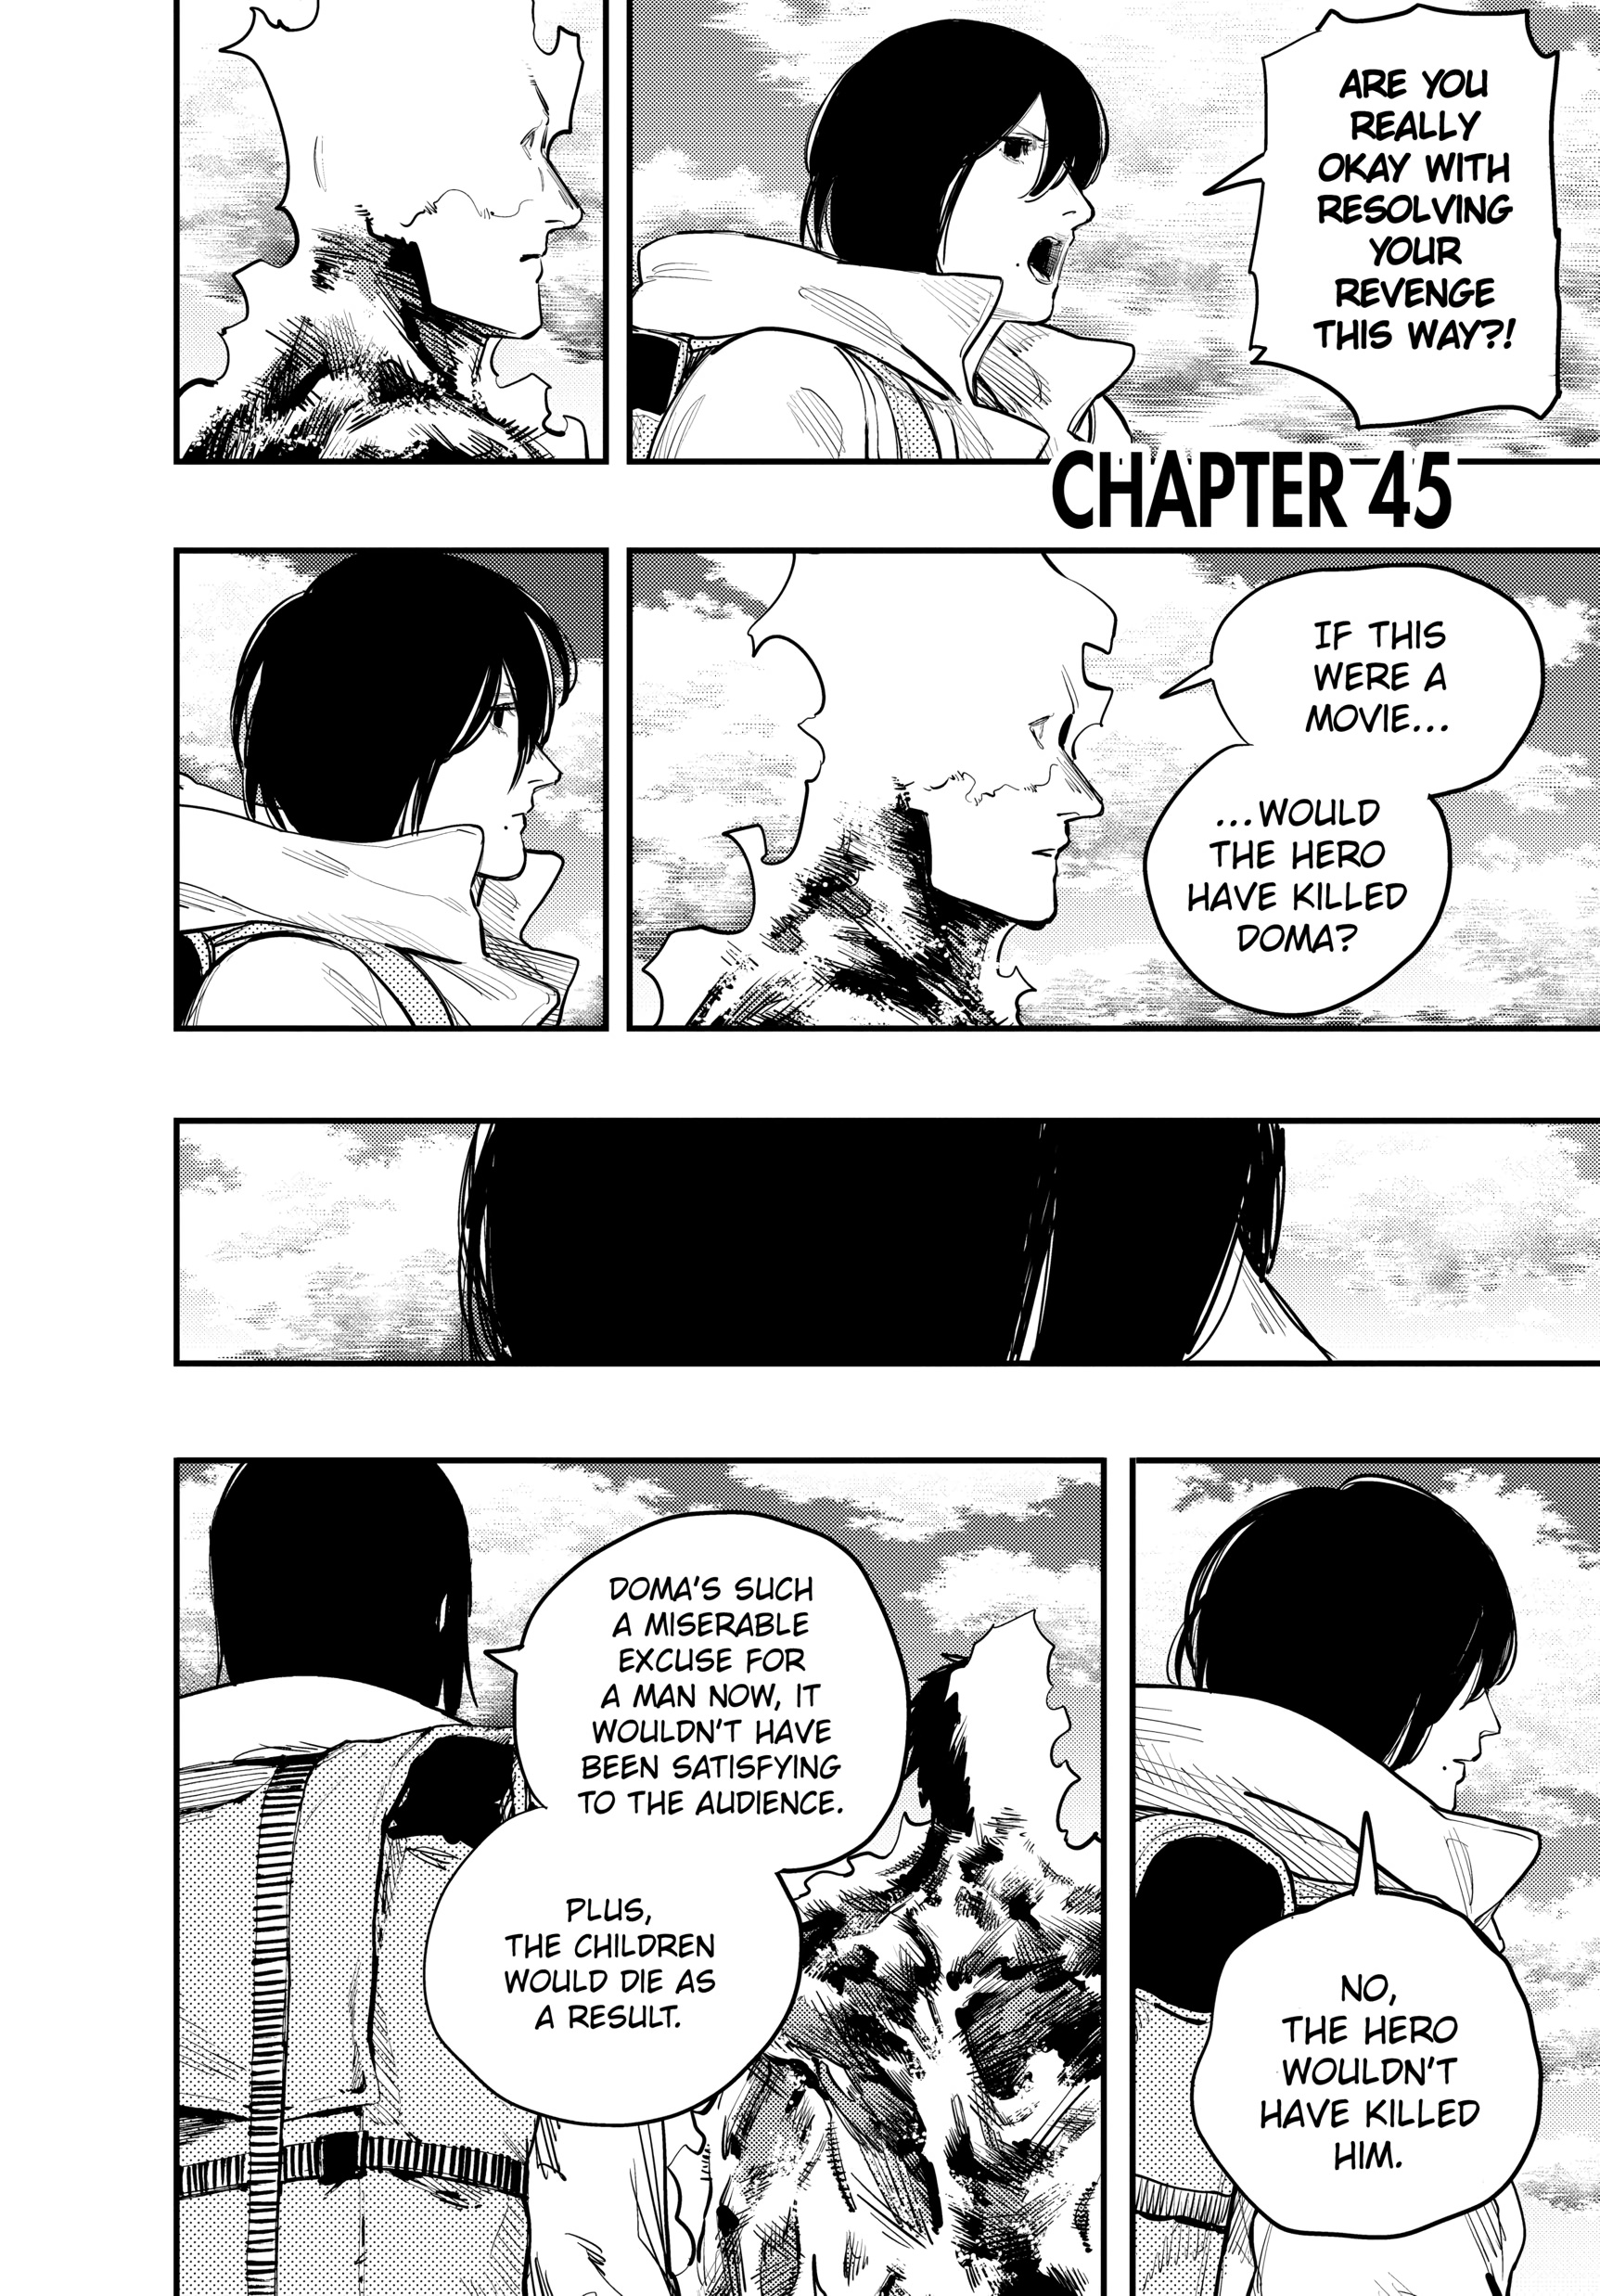 ARE YOU
REALLY
OKAY WITH
RESOLVING
YOUR
REVENGE
THIS WAY?!
CHAPTER 45
IF THIS
WERE A
MOVIE...
...WOULD
THE HERO
HAVE KILLED
DOMA?
NO,
THE HERO
WOULDN'T
HAVE KILLED
HIM.
DOMA'S SUCH
A MISERABLE
EXCUSE FOR
A MAN NOW, IT
WOULDN'T HAVE
BEEN SATISFYING
TO THE AUDIENCE.
PLUS,
THE CHILDREN
WOULD DIE AS
A RESULT.